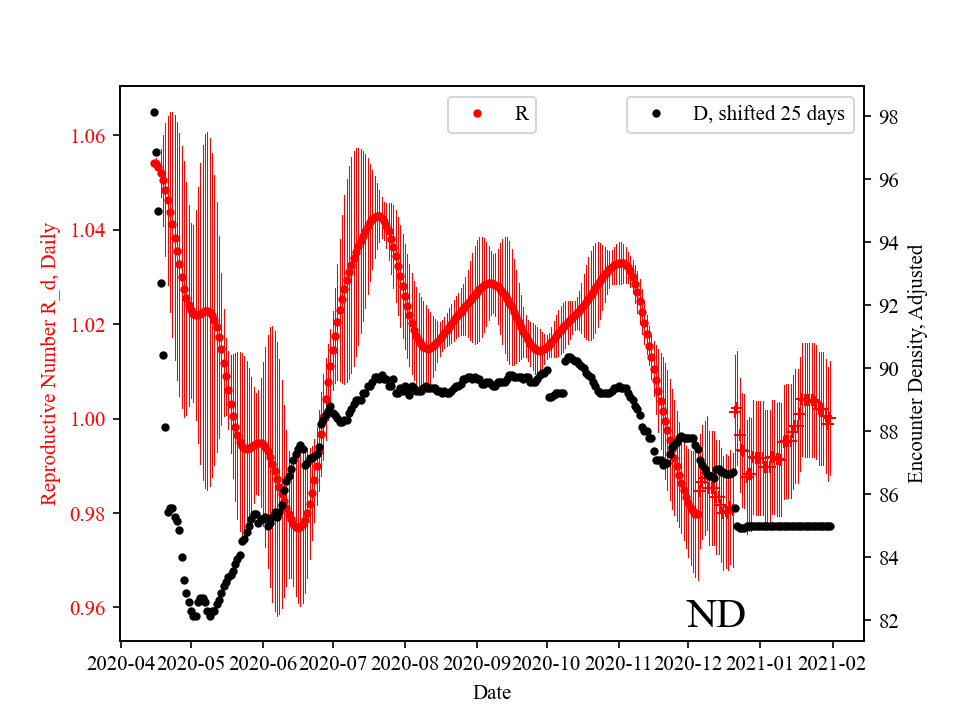 R
D, shifted 25 days
1.06
1.04
1.02
1.00
0.98
0.96
Reproductive Number R_d, Daily
98
96
94
92
90
88
86
84
82
Encounter Density, Adjusted
ND
2020-04 2020-05 2020-06 2020-07 2020-08 2020-09 2020-10 2020-11 2020-12 2021-01 2021-02
Date